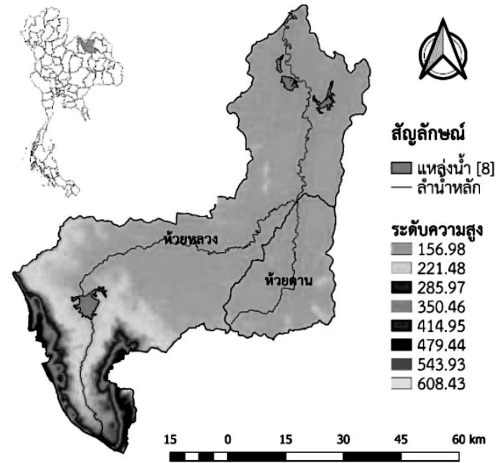 สัญลักษณ์
แหล่งน้ำ [8]
ลำน้ำหลัก
ระดับความสูง
156.98
221.48
285.97
350.46
414.95
479.44
543.93
608.43
ห้วยหลวง
ห้วยด่าน
15 0 15 30 45 60 km